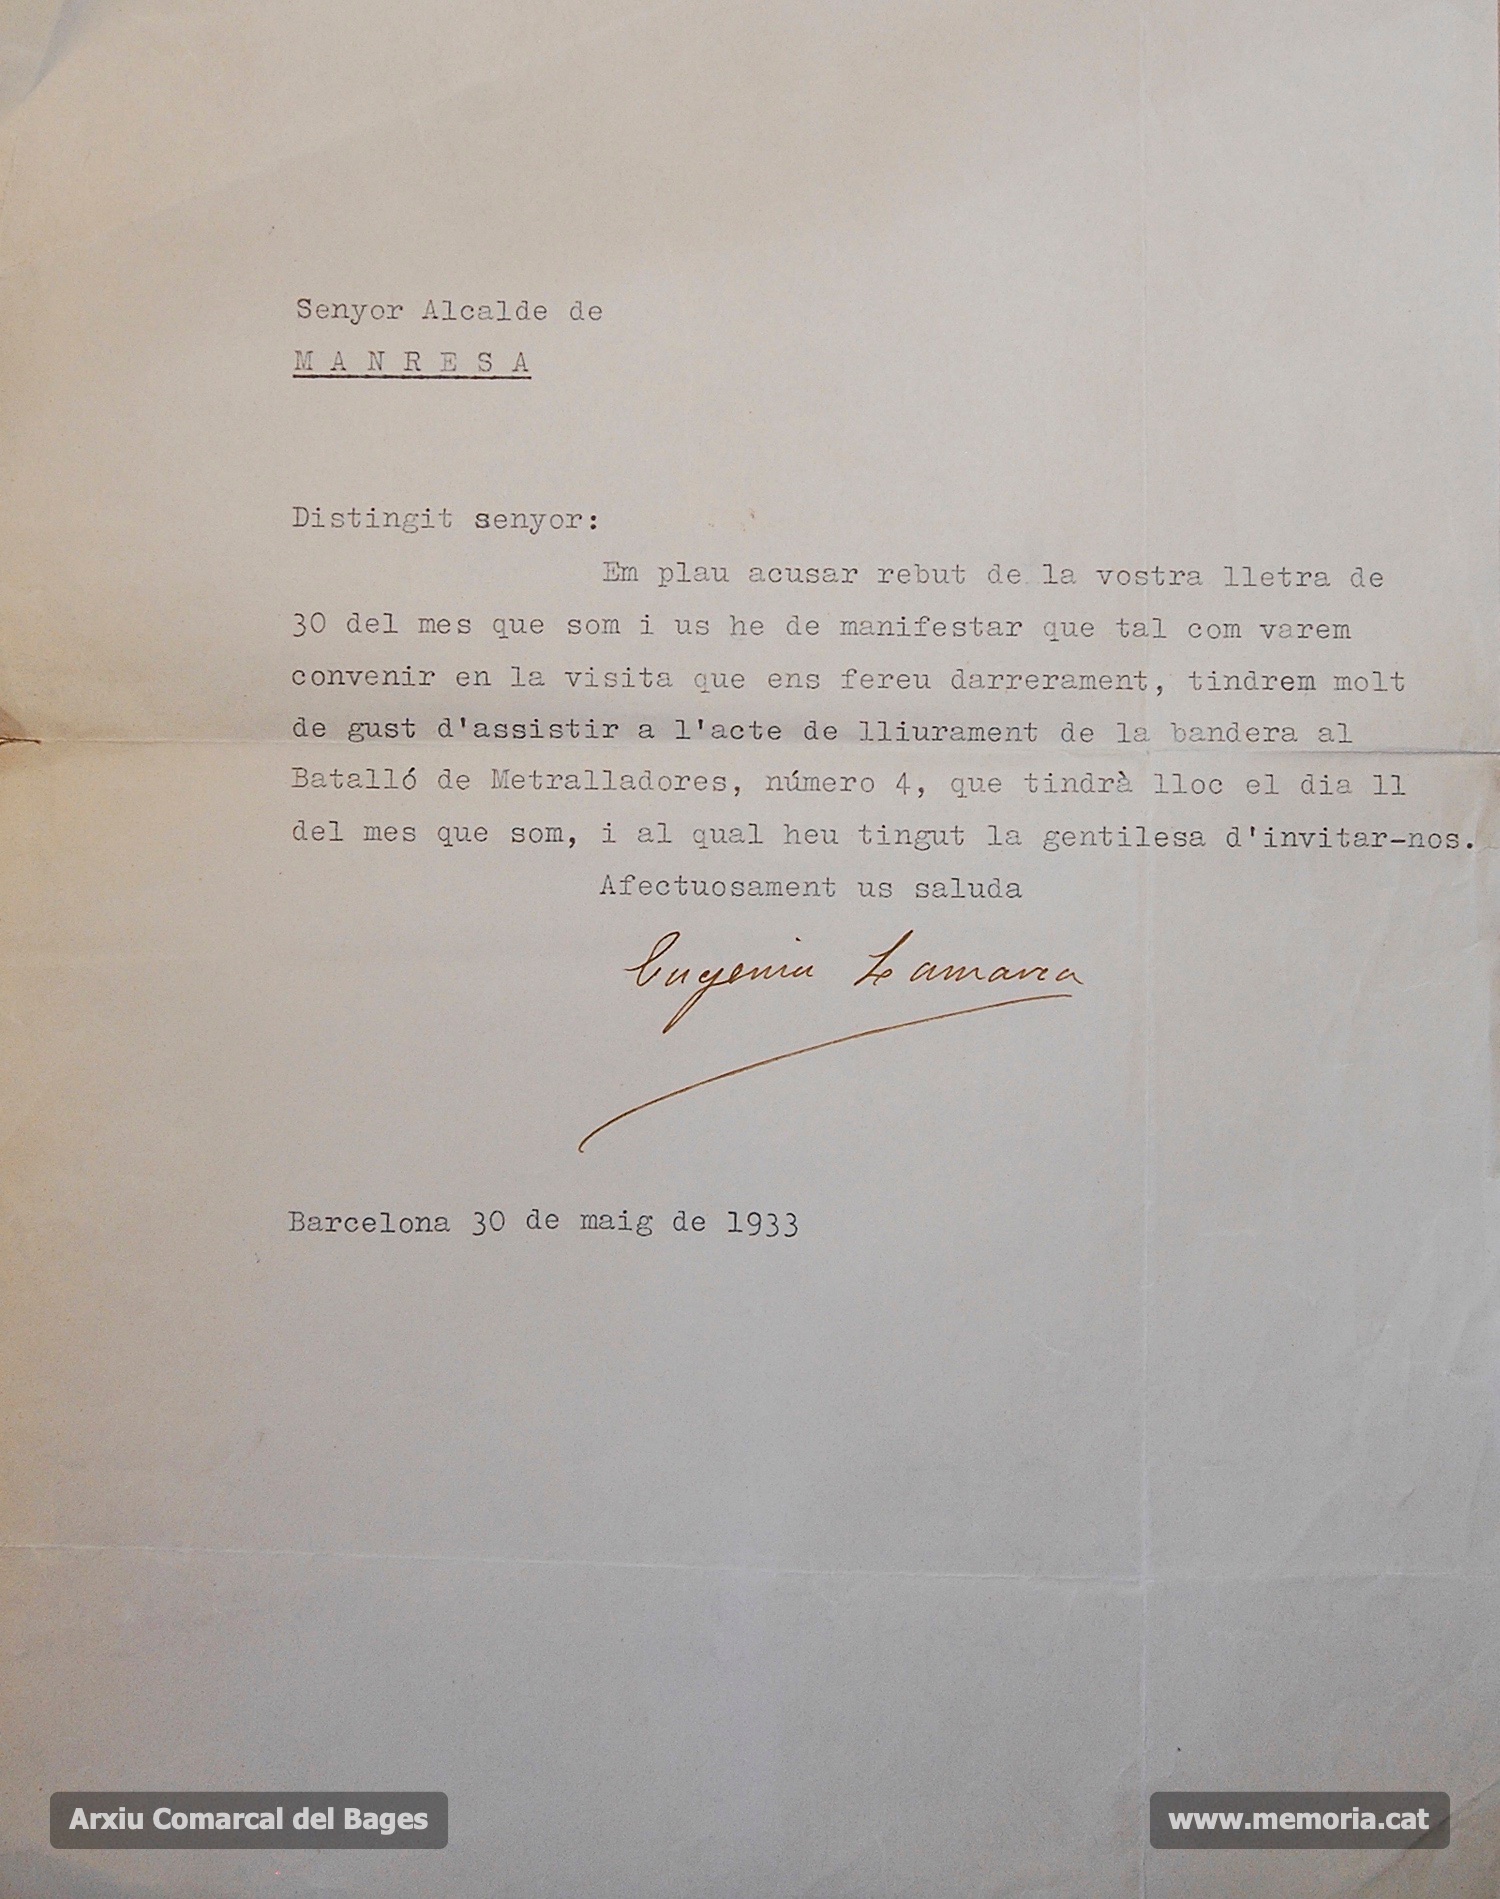 Senyor Alcalde de
M A N R E S A
Distingit senyor:
Em plau acusar rebut de la vostra lletra de
30 del mes que som i us he de manifestar que tal com varem
convenir en la visita que ens fereu darrerament, tindrem molt
de gust d'assistir a l'acte de lliurament de la bandera al
Batalló de Metralladores, número 4, que tindrà lloc el dia 11
del mes que som, i al qual heu tingut la gentilesa d'invitar-nos.
Afectuosament us saluda
Eugenia Lamarca
Barcelona 30 de maig de 1933
Arxiu Comarcal del Bages
www.memoria.cat